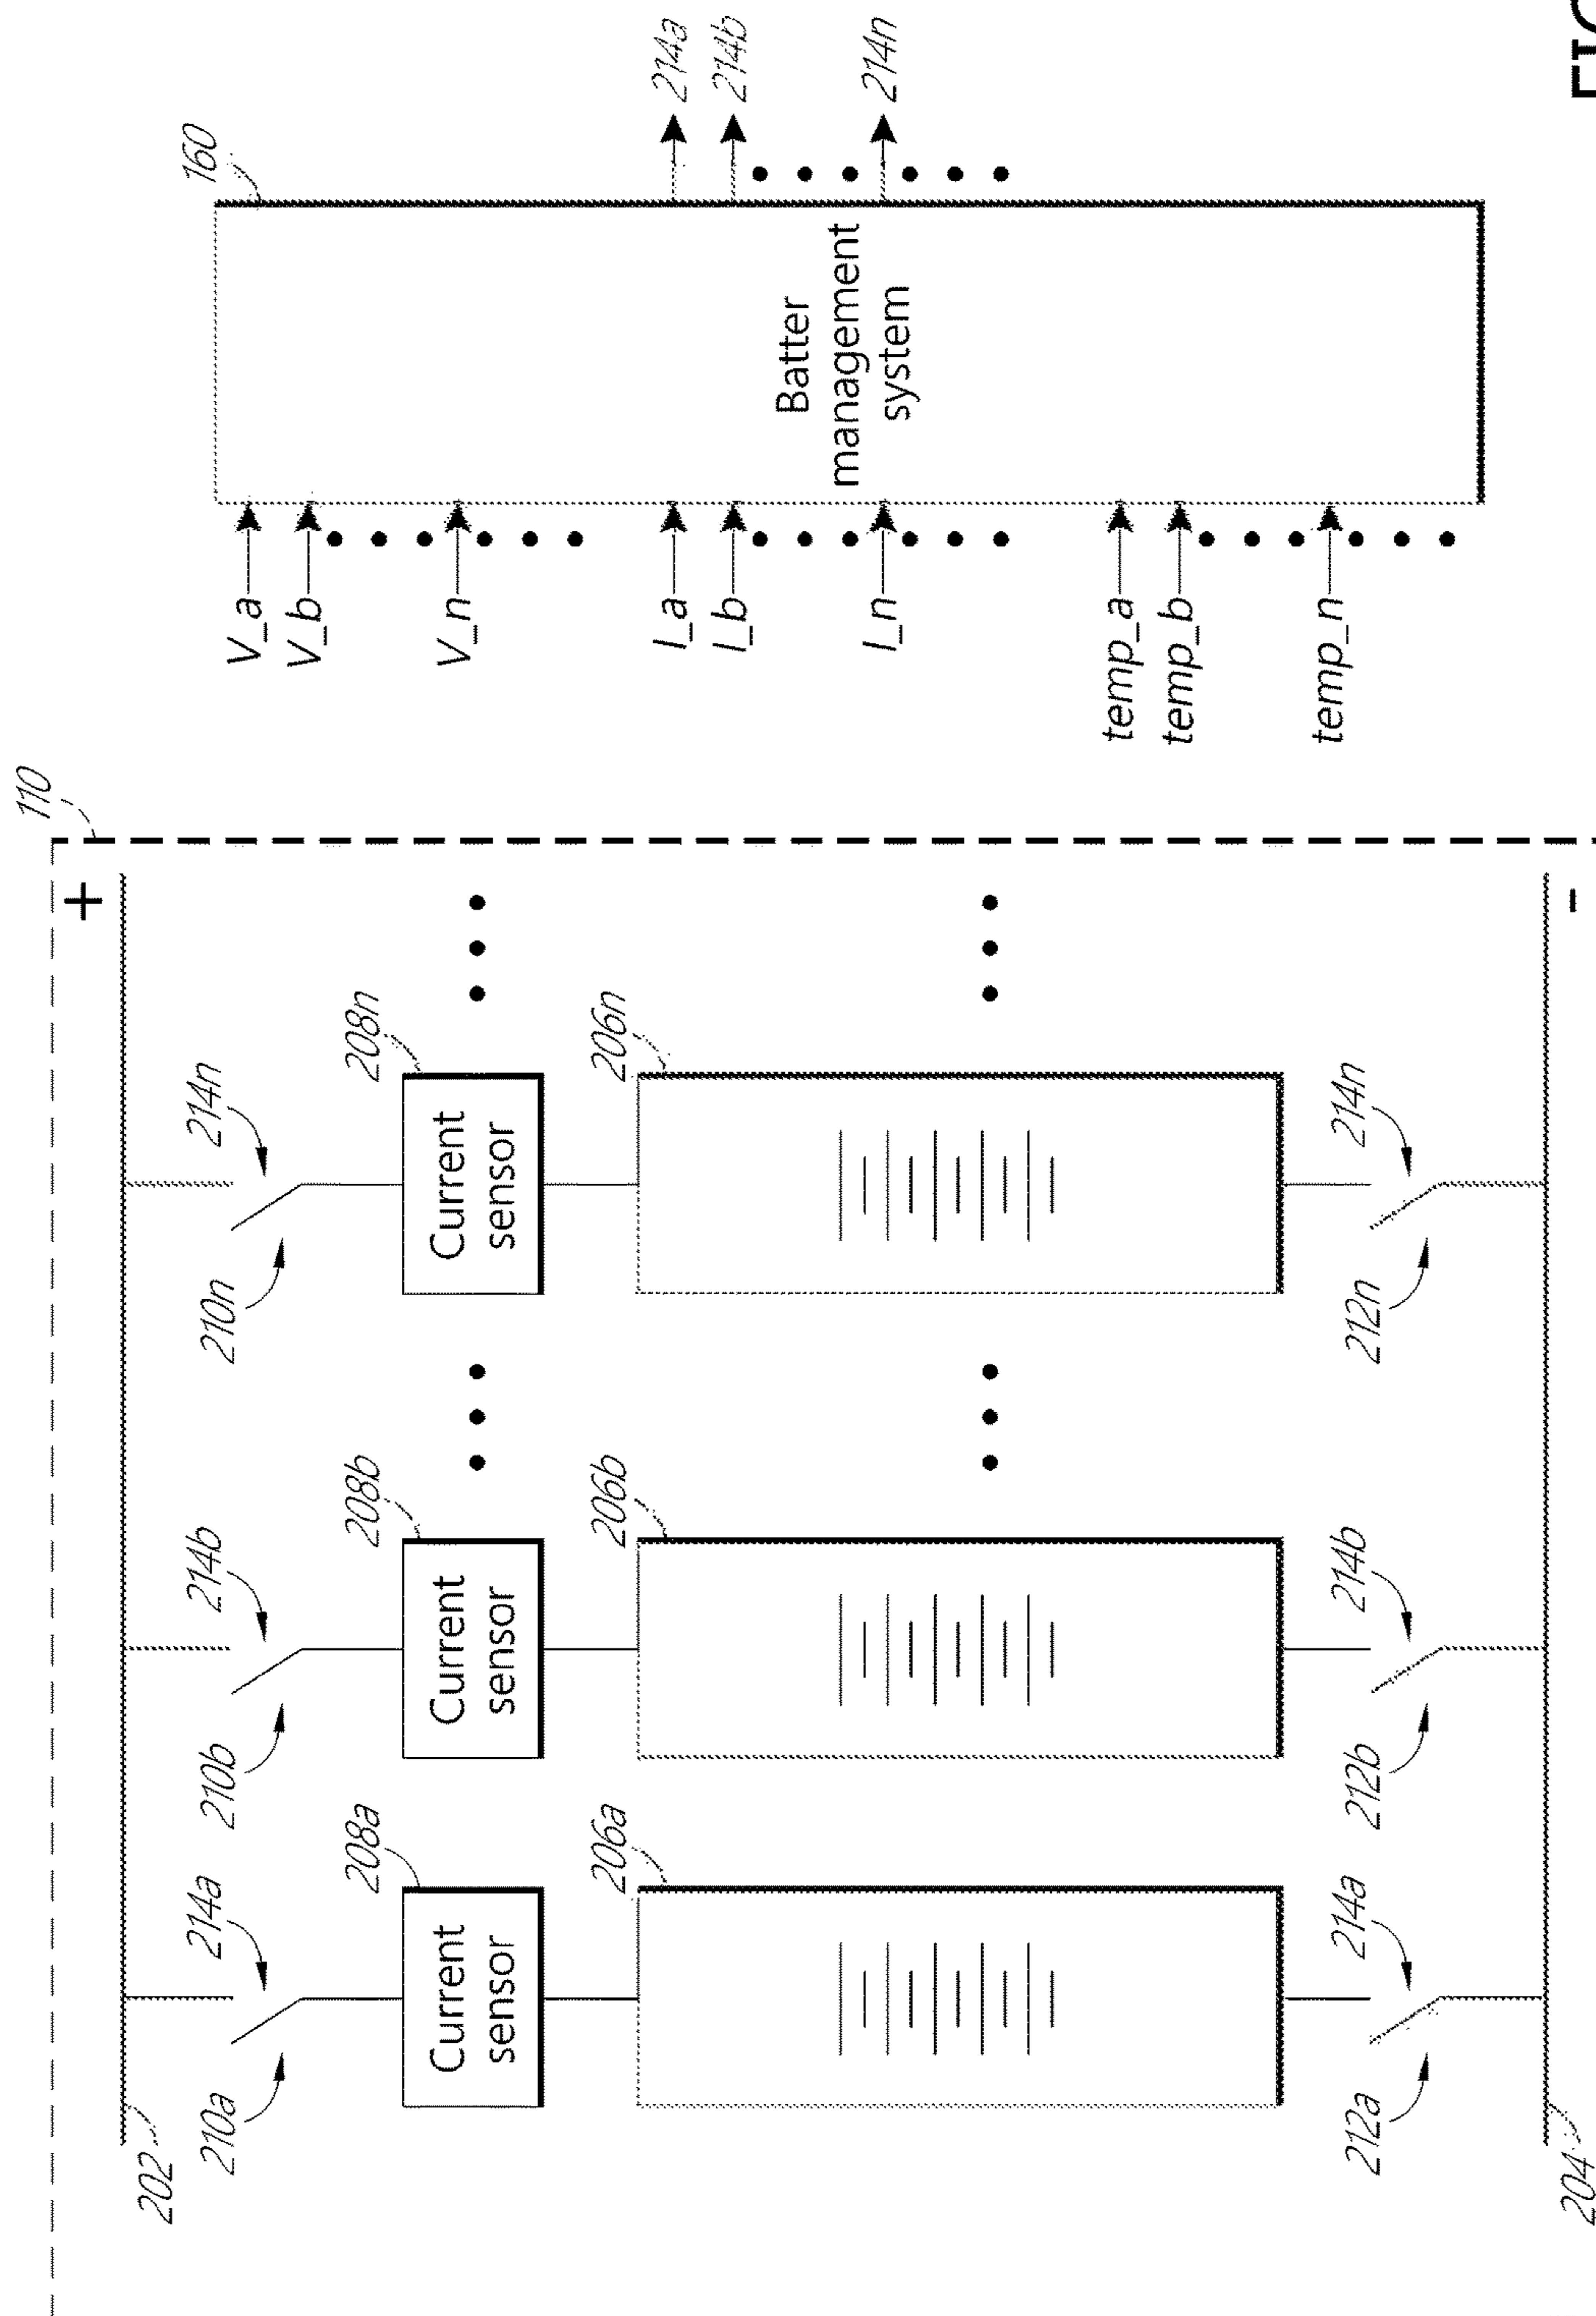 110
+
202
210a
214a
210b
214b
210n
214n
208a
208b
208n
Current
sensor
Current
sensor
Current
sensor
206a
206b
206n
212a
214a
212b
214b
212n
214n
204
-
160
V_a
V_b
V_n
I_a
I_b
I_n
temp_a
temp_b
temp_n
Batter
management
system
214a
214b
214n